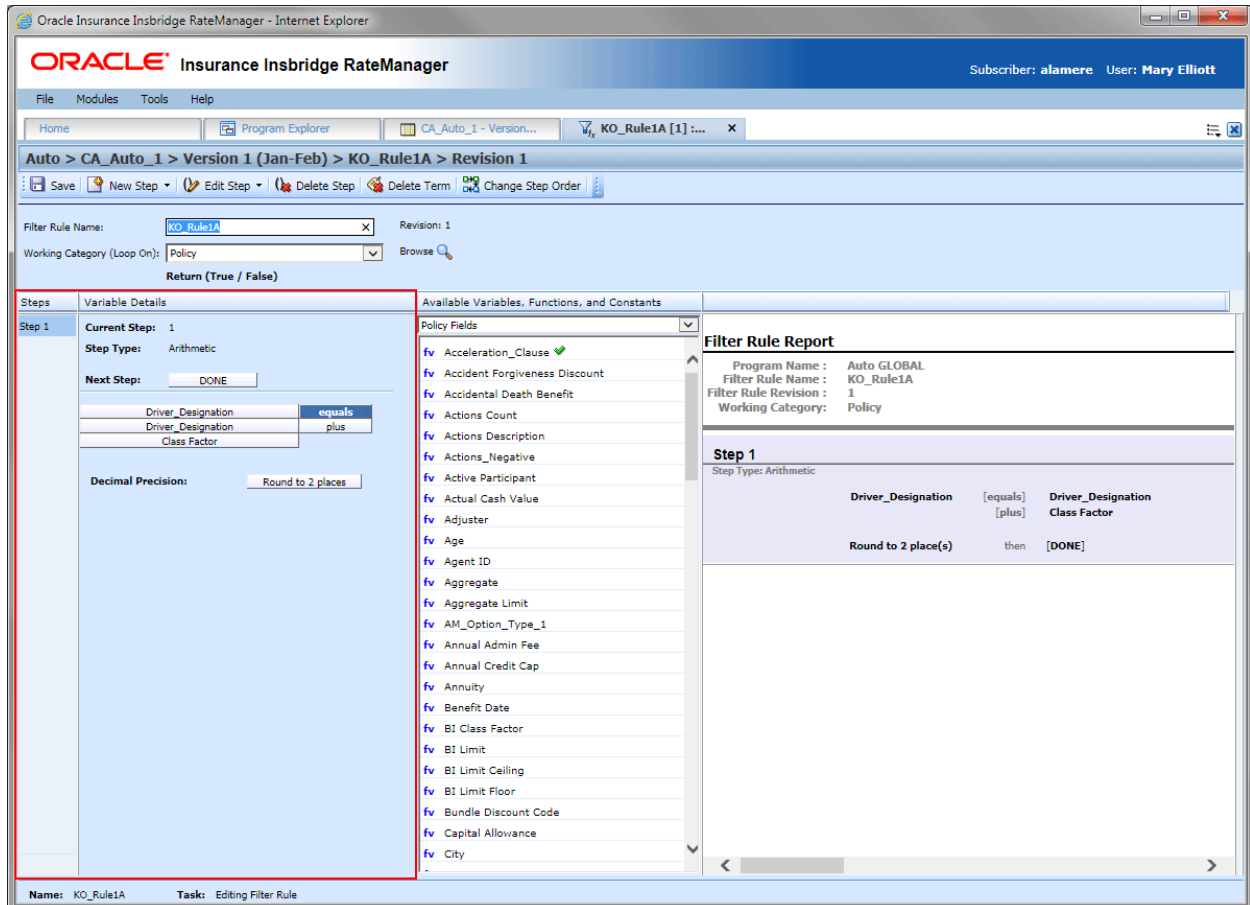 Oracle Insurance Insbridge RateManager - Internet Explorer
ORACLE Insurance Insbridge RateManager
Subscriber: alamere User: Mary Elliott
File Modules Tools Help
Home Program Explorer CA_Auto_1 - Version... KO_Rule1A [1] :... x
Auto > CA_Auto_1 > Version 1 (Jan-Feb) > KO_Rule1A > Revision 1
Save New Step Edit Step Delete Step Delete Term Change Step Order
Filter Rule Name: KO_Rule1A x Revision: 1
Working Category (Loop On): Policy Browse
Return (True / False)
Steps Variable Details Available Variables, Functions, and Constants
Step 1
Current Step: 1
Step Type: Arithmetic
Next Step: DONE
Driver_Designation equals
Driver_Designation plus
Class Factor
Decimal Precision: Round to 2 places
Policy Fields
fv Acceleration_Clause
fv Accident Forgiveness Discount
fv Accidental Death Benefit
fv Actions Count
fv Actions Description
fv Actions_Negative
fv Active Participant
fv Actual Cash Value
fv Adjuster
fv Age
fv Agent ID
fv Aggregate
fv Aggregate Limit
fv AM_Option_Type_1
fv Annual Admin Fee
fv Annual Credit Cap
fv Annuity
fv Benefit Date
fv BI Class Factor
fv BI Limit
fv BI Limit Ceiling
fv BI Limit Floor
fv Bundle Discount Code
fv Capital Allowance
fv City
Filter Rule Report
Program Name : Auto GLOBAL
Filter Rule Name : KO_Rule1A
Filter Rule Revision : 1
Working Category: Policy
Step 1
Step Type: Arithmetic
Driver_Designation [equals] Driver_Designation
[plus] Class Factor
Round to 2 place(s) then [DONE]
Name: KO_Rule1A Task: Editing Filter Rule